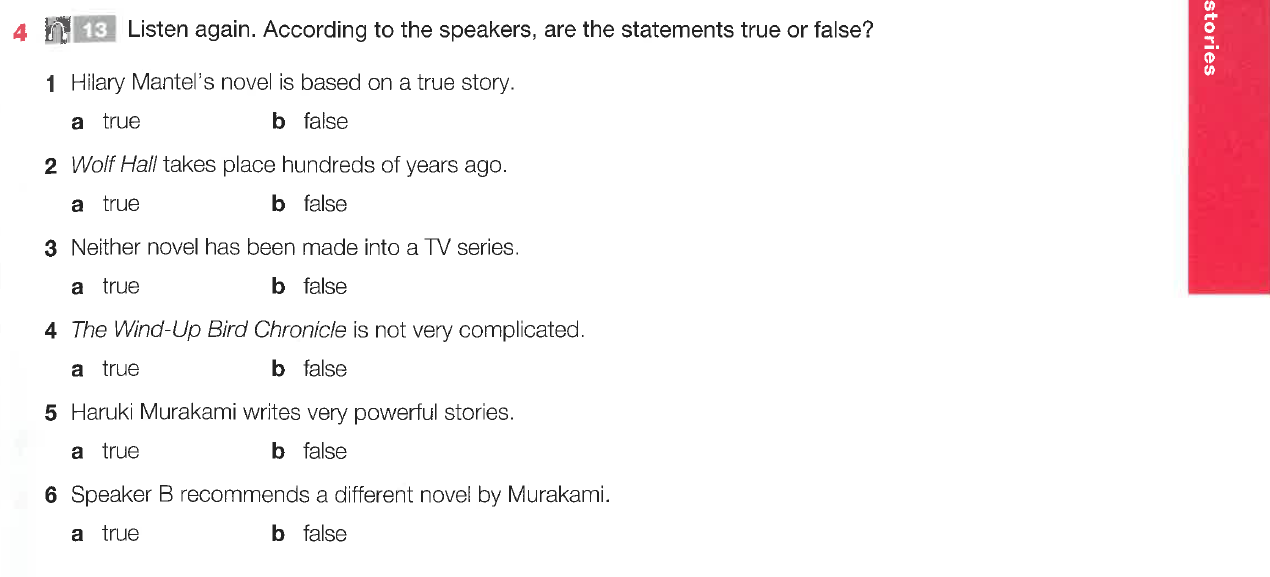 4 13 Listen again. According to the speakers, are the statements true or false?
1 Hilary Mantel's novel is based on a true story.
a true b false
2 Wolf Hall takes place hundreds of years ago.
a true b false
3 Neither novel has been made into a TV series.
a true b false
4 The Wind-Up Bird Chronicle is not very complicated.
a true b false
5 Haruki Murakami writes very powerful stories.
a true b false
6 Speaker B recommends a different novel by Murakami.
a true b false
stories